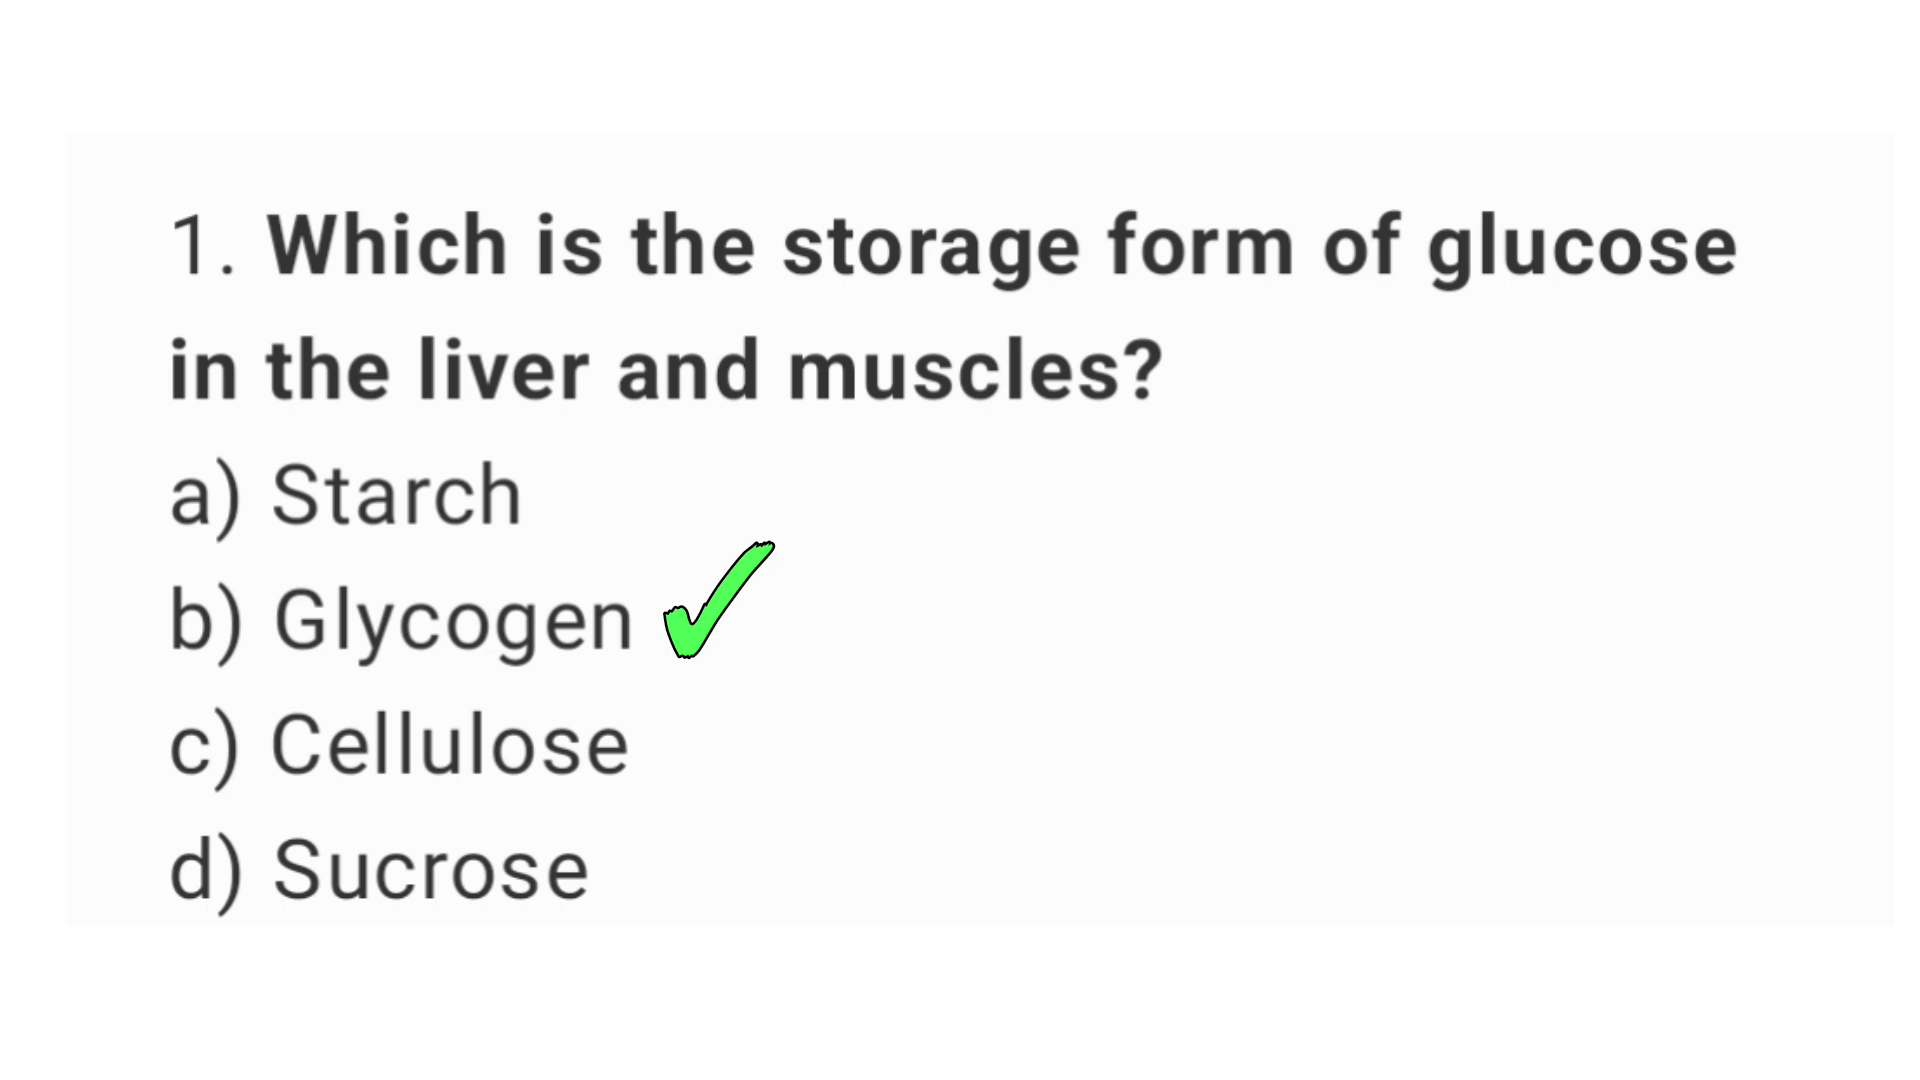 1. Which is the storage form of glucose
in the liver and muscles?
a) Starch
b) Glycogen
c) Cellulose
d) Sucrose